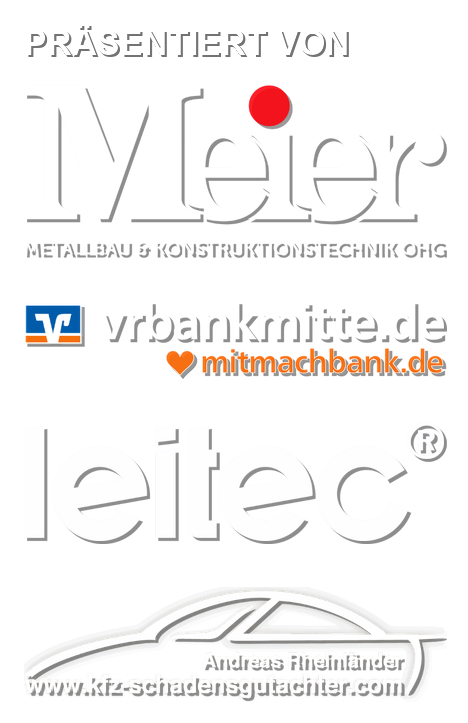 PRÄSENTIERT VON
Meier
METALLBAU & KONSTRUKTIONSTECHNIK OHG
vrbankmitte.de
mitmachbank.de
leitec®
Andreas Rheinländer
www.kfz-schadensgutachter.com